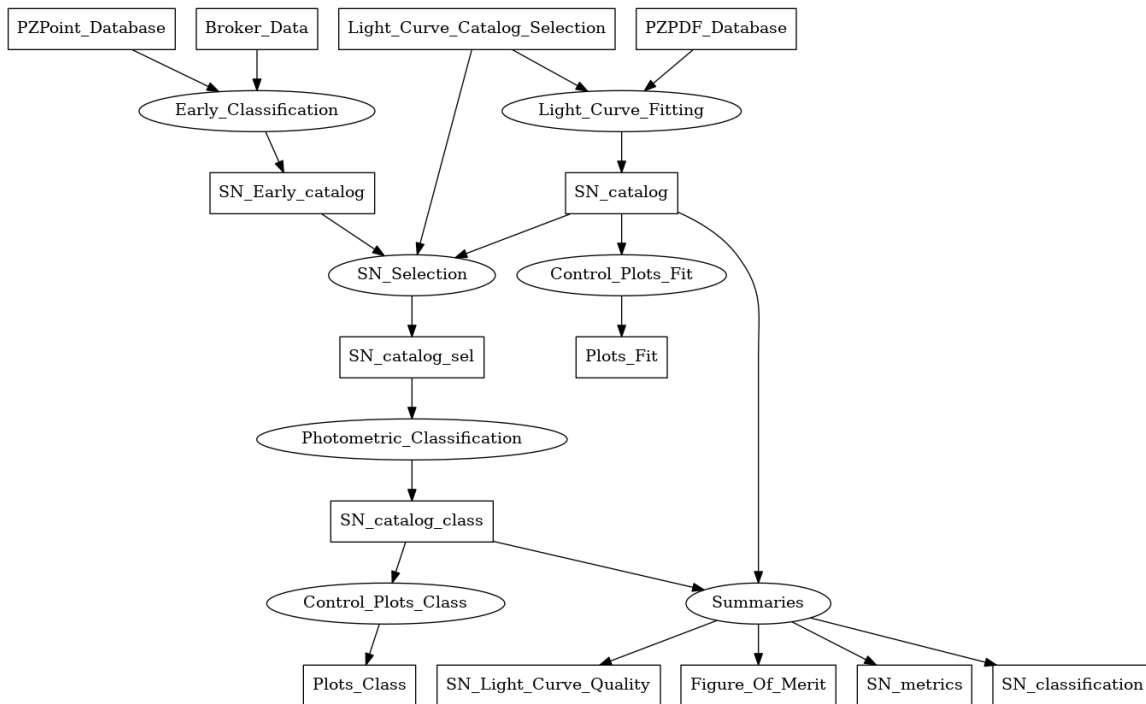 PZPoint_Database
Broker_Data
Light_Curve_Catalog_Selection
PZPDF_Database
Early_Classification
Light_Curve_Fitting
SN_Early_catalog
SN_catalog
SN_Selection
Control_Plots_Fit
SN_catalog_sel
Plots_Fit
Photometric_Classification
SN_catalog_class
Control_Plots_Class
Summaries
Plots_Class
SN_Light_Curve_Quality
Figure_Of_Merit
SN_metrics
SN_classification